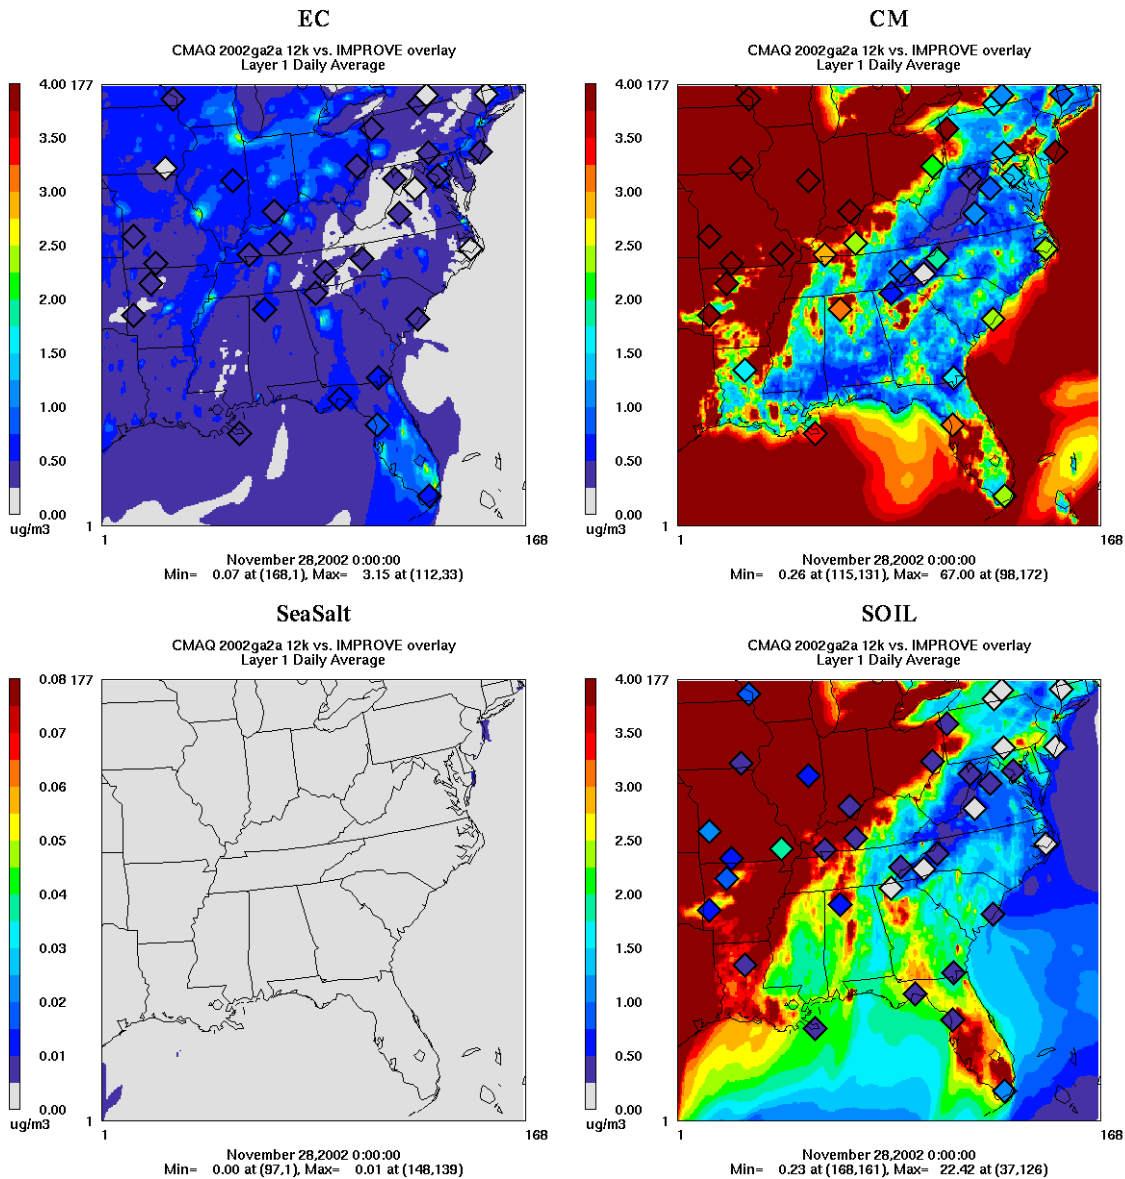 EC
CMAQ 2002ga2a 12k vs. IMPROVE overlay
Layer 1 Daily Average
4.00 177
3.50
3.00
2.50
2.00
1.50
1.00
0.50
0.00
ug/m3
1
1 168
November 28,2002 0:00:00
Min= 0.07 at (168,1), Max= 3.15 at (112,33)
CM
CMAQ 2002ga2a 12k vs. IMPROVE overlay
Layer 1 Daily Average
4.00 177
3.50
3.00
2.50
2.00
1.50
1.00
0.50
0.00
ug/m3
1
1 168
November 28,2002 0:00:00
Min= 0.26 at (115,131), Max= 67.00 at (98,172)
SeaSalt
CMAQ 2002ga2a 12k vs. IMPROVE overlay
Layer 1 Daily Average
0.08 177
0.07
0.06
0.05
0.04
0.03
0.02
0.01
0.00
ug/m3
1
1 168
November 28,2002 0:00:00
Min= 0.00 at (97,1), Max= 0.01 at (148,139)
SOIL
CMAQ 2002ga2a 12k vs. IMPROVE overlay
Layer 1 Daily Average
4.00 177
3.50
3.00
2.50
2.00
1.50
1.00
0.50
0.00
ug/m3
1
1 168
November 28,2002 0:00:00
Min= 0.23 at (168,161), Max= 22.42 at (37,126)